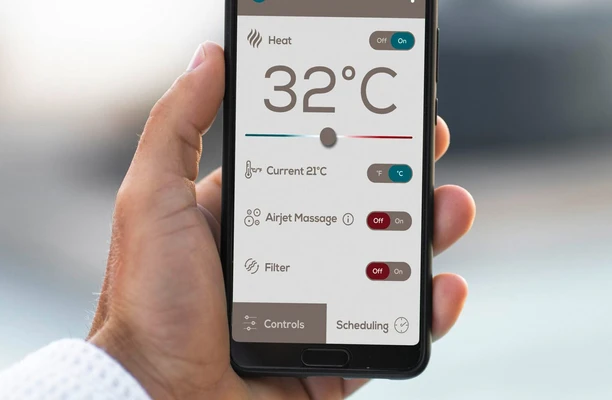 Heat Off On
32°C
Current 21°C °F °C
Airjet Massage i Off On
Filter Off On
Controls Scheduling